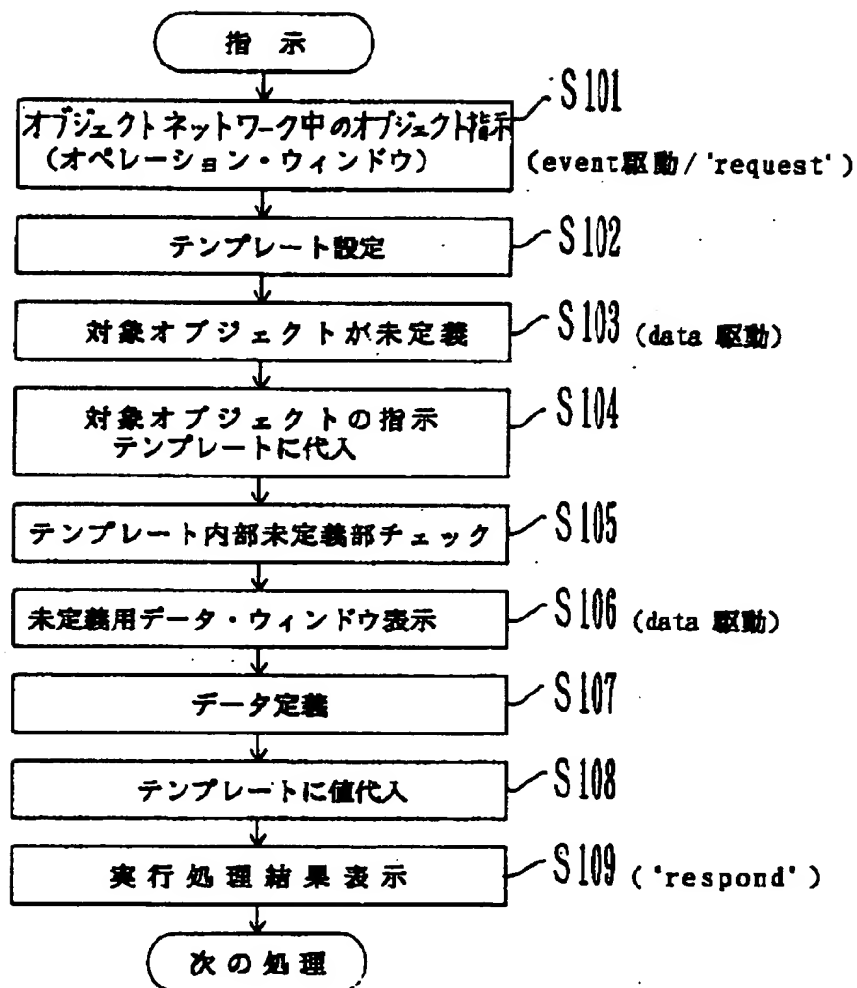 指示
オブジェクトネットワーク中のオブジェクト指示
(オペレーション・ウィンドウ)
S101
(event駆動/'request')
テンプレート設定
S102
対象オブジェクトが未定義
S103 (data 駆動)
対象オブジェクトの指示
テンプレートに代入
S104
テンプレート内部未定義部チェック
S105
未定義用データ・ウィンドウ表示
S106 (data 駆動)
データ定義
S107
テンプレートに値代入
S108
実行処理結果表示
S109 ('respond')
次の処理